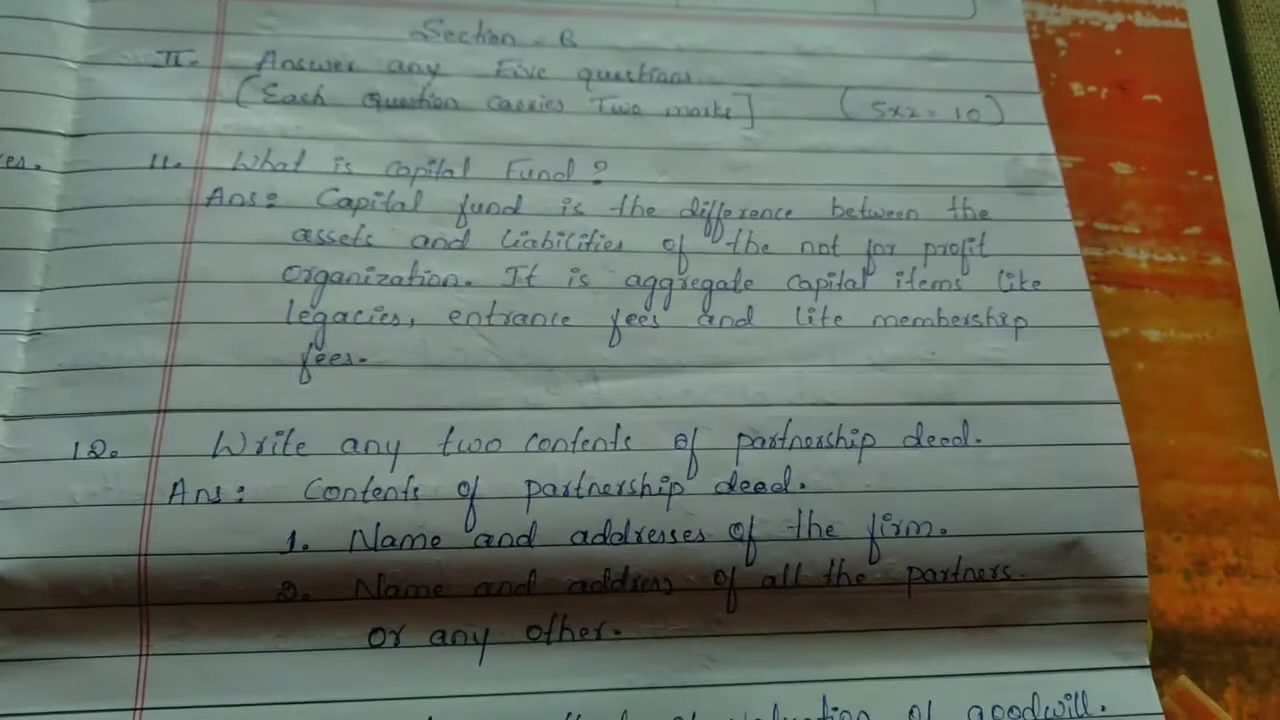 Section - B
II. Answer any Five questions.
(Each Question Carries Two marks] (5x2=10)
es.
11. What is capital Fund?
Ans: Capital fund is the difference between the
assets and liabilities of the not for profit
organization. It is aggregate capital items like
legacies, entrance fees and lite membership
fees.
12. Write any two contents of partnership deed.
Ans: Contents of partnership deed.
1. Name and addresses of the firm.
2. Name and address of all the partners.
or any other.
of valuation of goodwill.